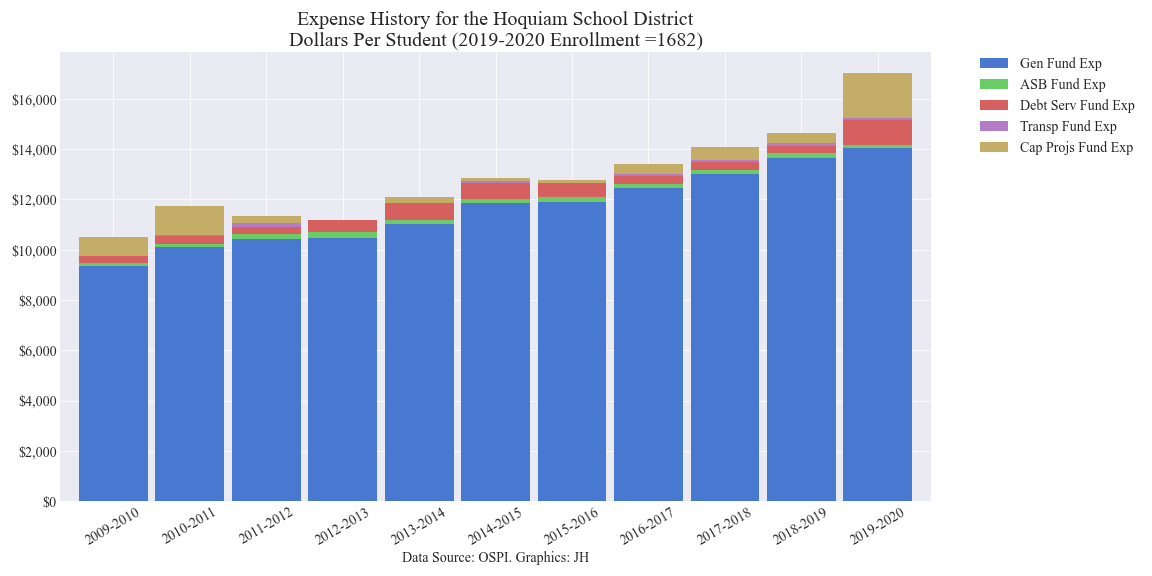 Expense History for the Hoquiam School District
Dollars Per Student (2019-2020 Enrollment =1682)
Gen Fund Exp
ASB Fund Exp
Debt Serv Fund Exp
Transp Fund Exp
Cap Projs Fund Exp
$16,000
$14,000
$12,000
$10,000
$8,000
$6,000
$4,000
$2,000
$0
2009-2010
2010-2011
2011-2012
2012-2013
2013-2014
2014-2015
2015-2016
2016-2017
2017-2018
2018-2019
2019-2020
Data Source: OSPI. Graphics: JH